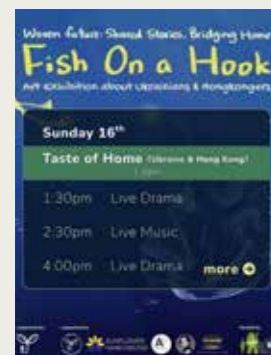 Woven future: Shared Stories, Bridging Home
Fish On a Hook
Art exhibition about Ukrainians & Hongkongers
Sunday 16th
Taste of Home (Ukraine & Hong Kong)
1:30pm Live Drama
2:30pm Live Music
4:00pm Live Drama
more